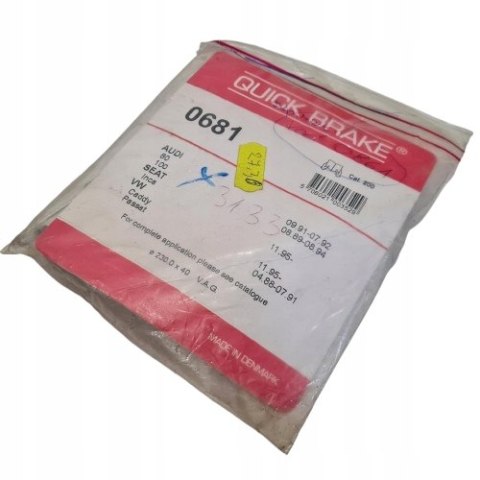 QUICK BRAKE®
0681
Cat. 800
AUDI
80 09.91-07.92
100 08.89-08.94
SEAT
Inca 11.95-
VW
Caddy 11.95-
Passat 04.88-07.91
3133
For complete application please see catalogue
ø 230.0 x 40 V.A.G.
MADE IN DENMARK